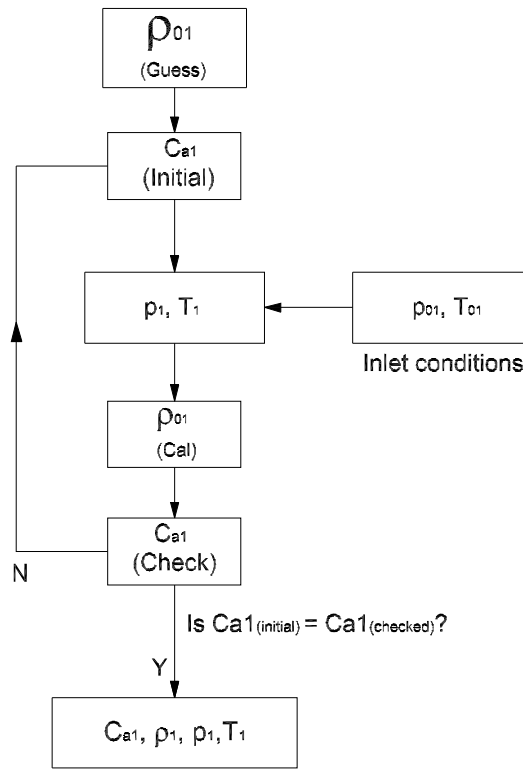 ρ01
(Guess)
Ca1
(Initial)
p1, T1
p01, T01
Inlet conditions
ρ01
(Cal)
Ca1
(Check)
N
Is Ca1(initial) = Ca1(checked)?
Y
Ca1, ρ1, p1,T1